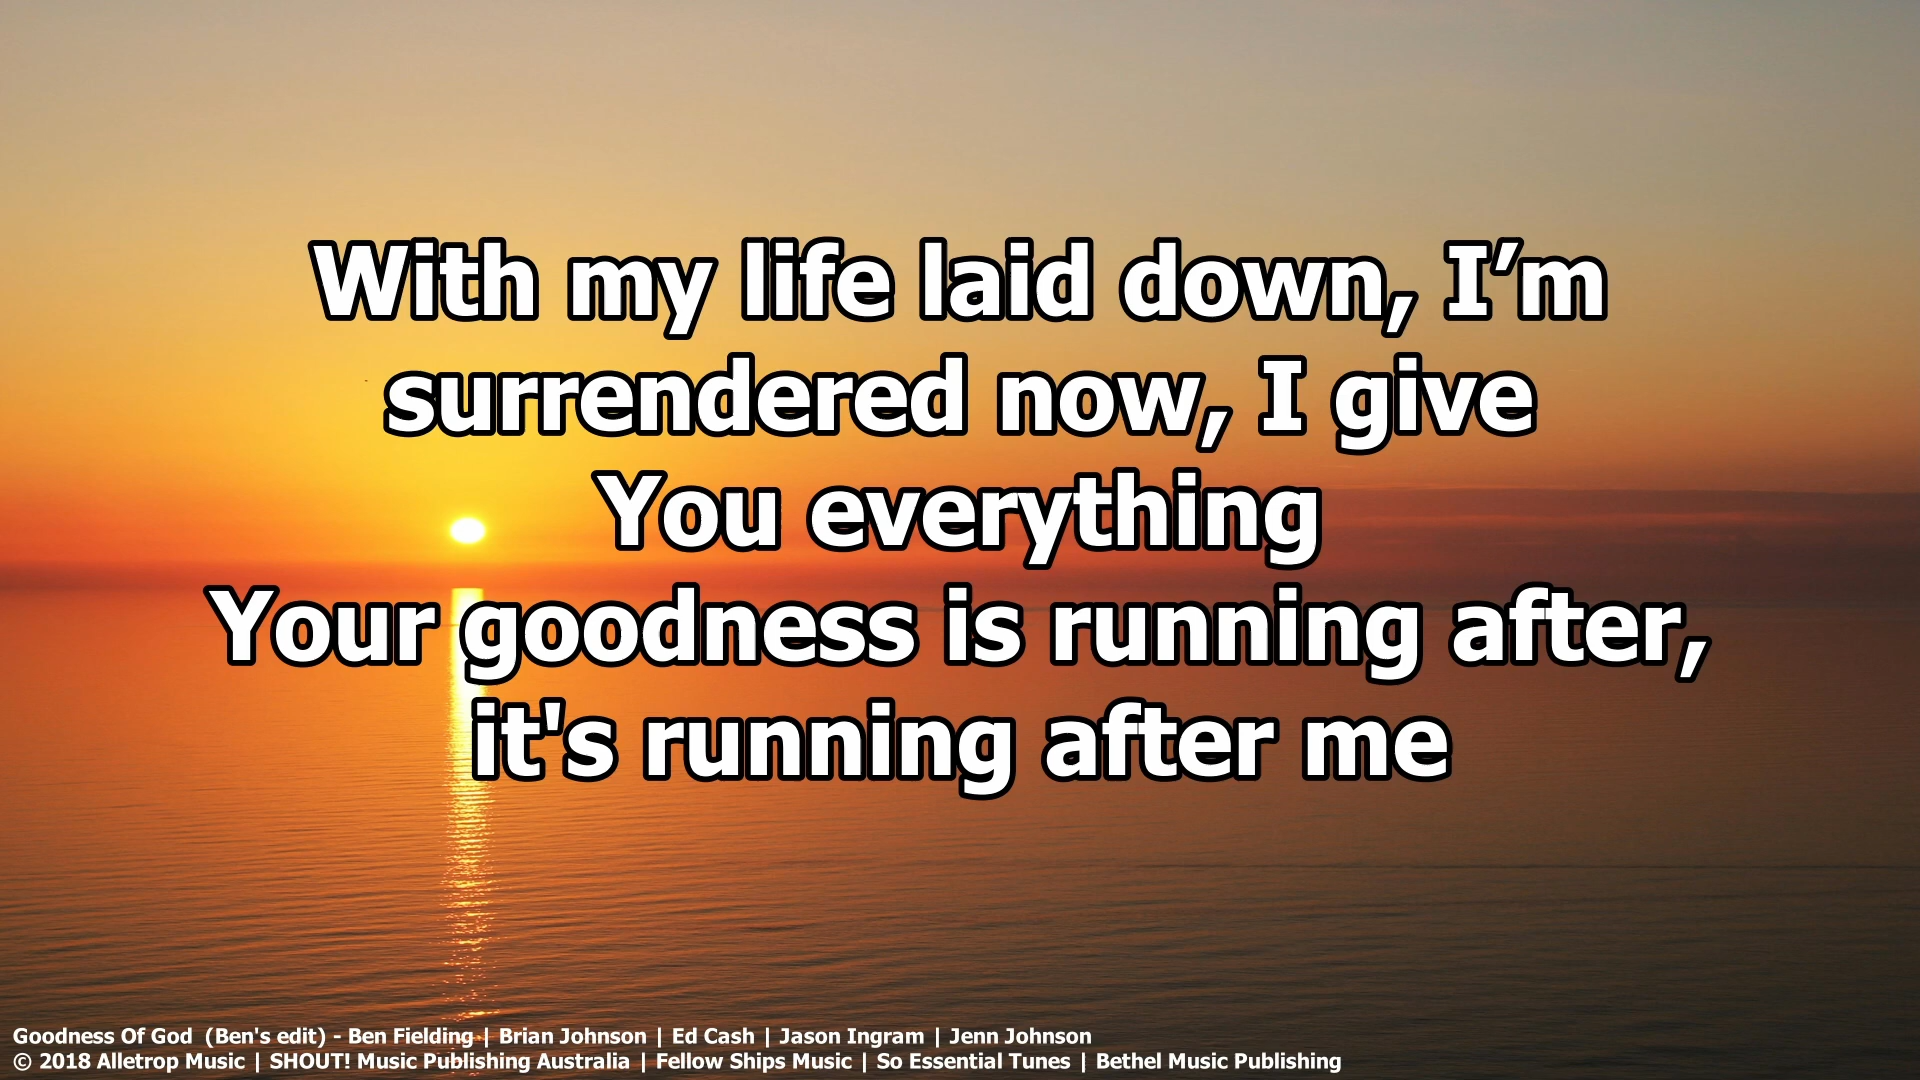 With my life laid down, I’m
surrendered now, I give
You everything
Your goodness is running after,
it's running after me
Goodness Of God  (Ben's edit) - Ben Fielding | Brian Johnson | Ed Cash | Jason Ingram | Jenn Johnson
© 2018 Alletrop Music | SHOUT! Music Publishing Australia | Fellow Ships Music | So Essential Tunes | Bethel Music Publishing